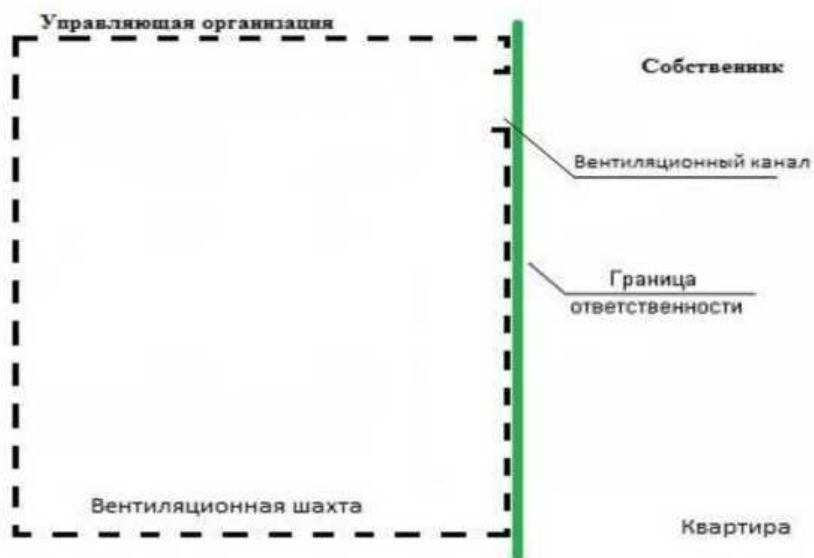 Управляющая организация
Собственник
Вентиляционный канал
Граница
ответственности
Вентиляционная шахта
Квартира